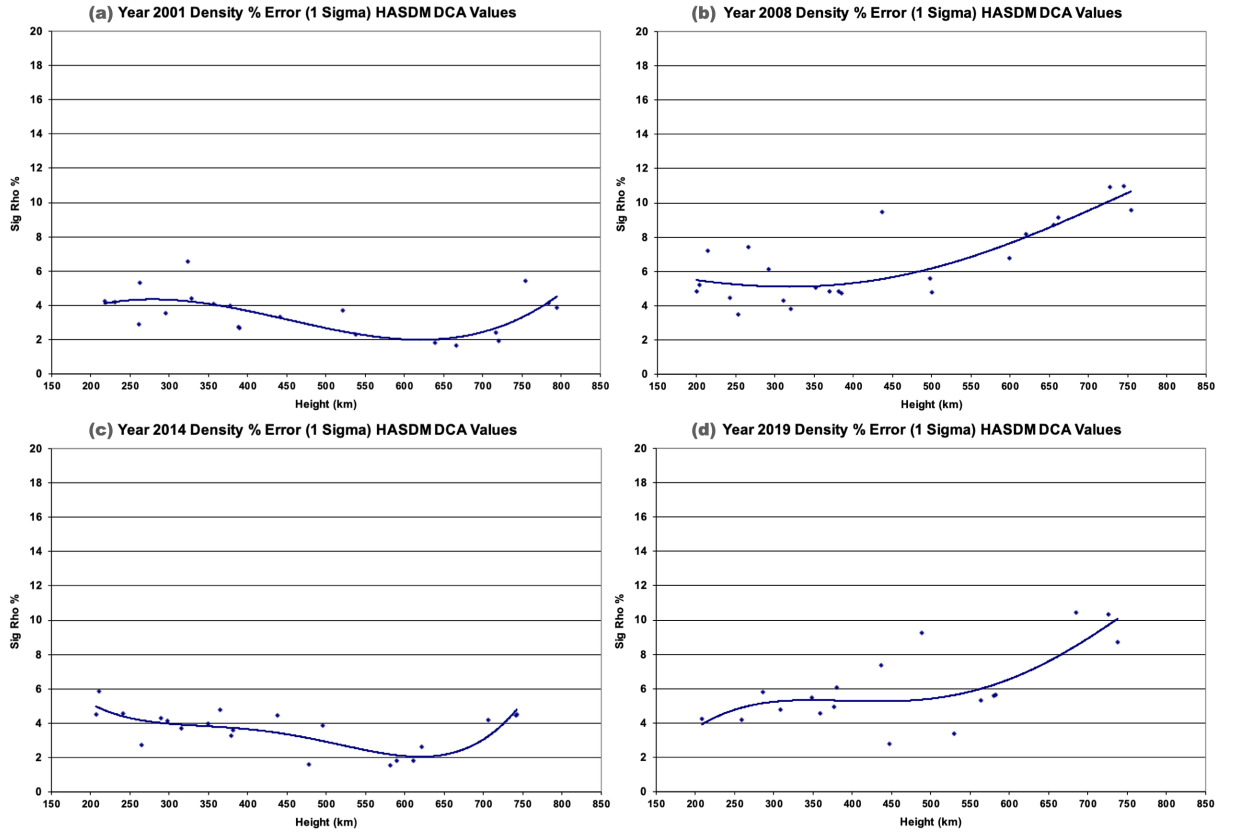 (a) Year 2001 Density % Error (1 Sigma) HASDM DCA Values
20
18
16
14
12
10
8
6
4
2
0
Sig Rho %
150 200 250 300 350 400 450 500 550 600 650 700 750 800 850
Height (km)
(b) Year 2008 Density % Error (1 Sigma) HASDM DCA Values
20
18
16
14
12
10
8
6
4
2
0
Sig Rho %
150 200 250 300 350 400 450 500 550 600 650 700 750 800 850
Height (km)
(c) Year 2014 Density % Error (1 Sigma) HASDM DCA Values
20
18
16
14
12
10
8
6
4
2
0
Sig Rho %
150 200 250 300 350 400 450 500 550 600 650 700 750 800 850
Height (km)
(d) Year 2019 Density % Error (1 Sigma) HASDM DCA Values
20
18
16
14
12
10
8
6
4
2
0
Sig Rho %
150 200 250 300 350 400 450 500 550 600 650 700 750 800 850
Height (km)